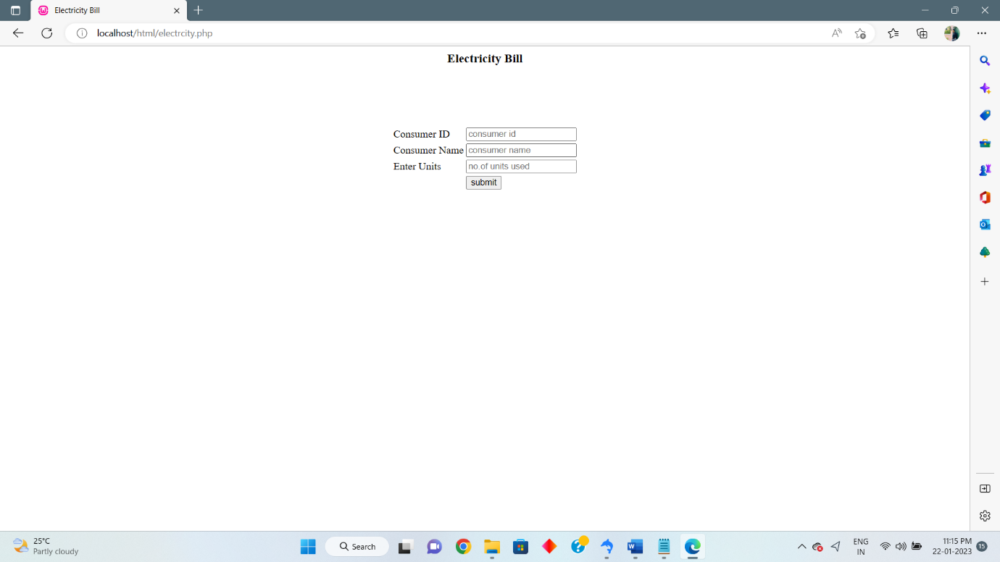 Electricity Bill
localhost/html/electrcity.php
Electricity Bill
Consumer ID consumer id
Consumer Name consumer name
Enter Units no.of units used
submit
25°C
Partly cloudy
Search
ENG
IN
11:15 PM
22-01-2023
15